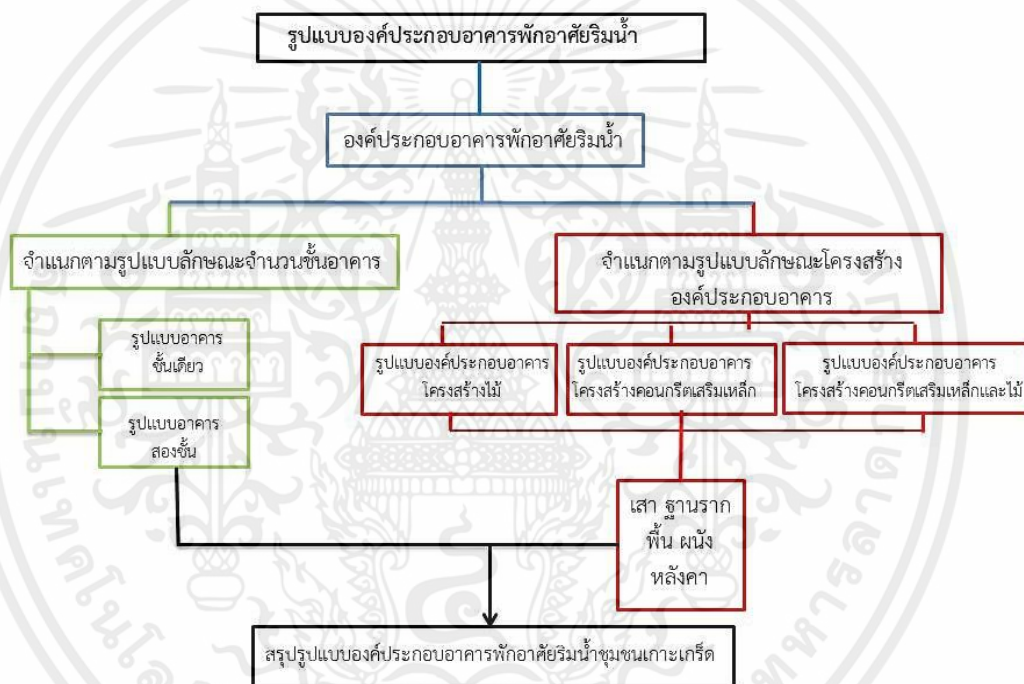 รูปแบบองค์ประกอบอาคารพักอาศัยริมน้ำ
องค์ประกอบอาคารพักอาศัยริมน้ำ
จำแนกตามรูปแบบลักษณะจำนวนชั้นอาคาร
รูปแบบอาคาร
ชั้นเดียว
รูปแบบอาคาร
สองชั้น
จำแนกตามรูปแบบลักษณะโครงสร้าง
องค์ประกอบอาคาร
รูปแบบองค์ประกอบอาคาร
โครงสร้างไม้
รูปแบบองค์ประกอบอาคาร
โครงสร้างคอนกรีตเสริมเหล็ก
รูปแบบองค์ประกอบอาคาร
โครงสร้างคอนกรีตเสริมเหล็กและไม้
เสา ฐานราก
พื้น ผนัง
หลังคา
สรุปรูปแบบองค์ประกอบอาคารพักอาศัยริมน้ำชุมชนเกาะเกร็ด